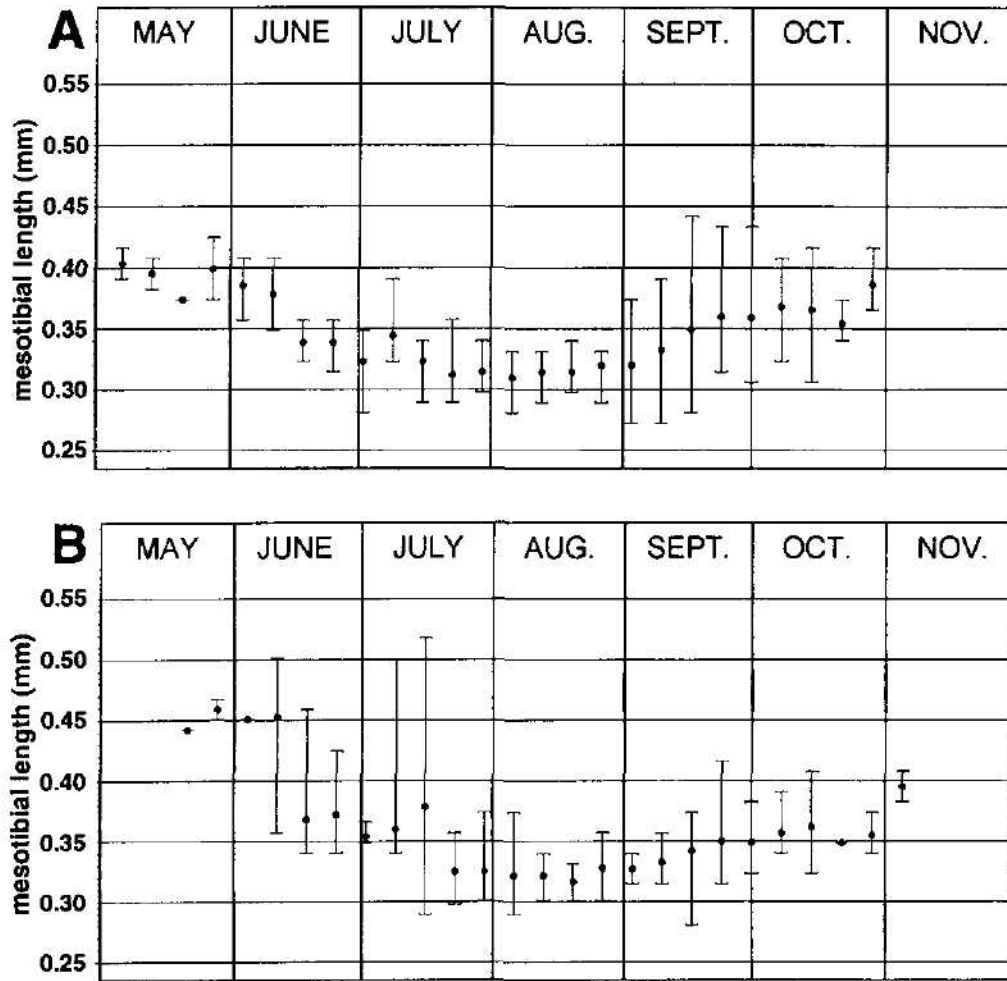 A
MAY JUNE JULY AUG. SEPT. OCT. NOV.
mesotibial length (mm)
0.55
0.50
0.45
0.40
0.35
0.30
0.25
B
MAY JUNE JULY AUG. SEPT. OCT. NOV.
mesotibial length (mm)
0.55
0.50
0.45
0.40
0.35
0.30
0.25